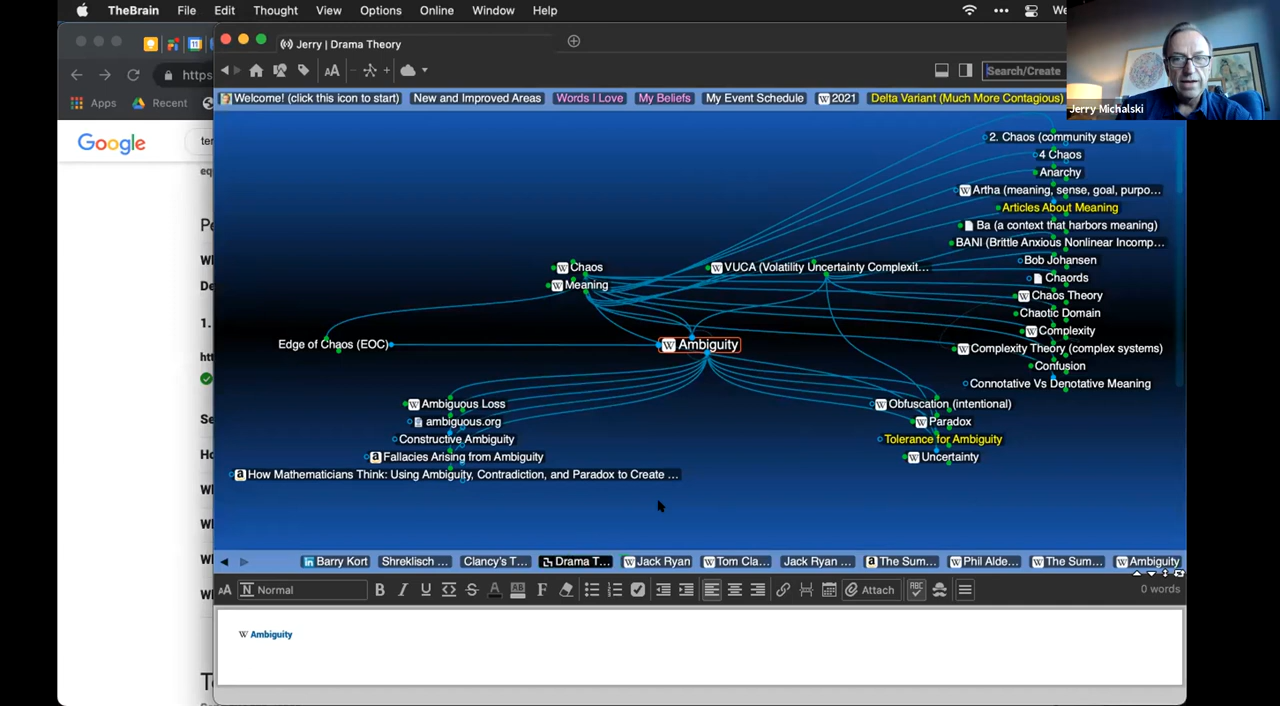 TheBrain File Edit Thought View Options Online Window Help
Jerry | Drama Theory
https
Search/Create
Jerry Michalski
Apps Recent
Welcome! (click this icon to start) New and Improved Areas Words I Love My Beliefs My Event Schedule 2021 Delta Variant (Much More Contagious)
Google
2. Chaos (community stage)
4 Chaos
Anarchy
Artha (meaning, sense, goal, purpo...
Articles About Meaning
Ba (a context that harbors meaning)
BANI (Brittle Anxious Nonlinear Incomp...
Bob Johansen
Chaords
Chaos Theory
Chaotic Domain
Complexity
Complexity Theory (complex systems)
Confusion
Connotative Vs Denotative Meaning
Chaos
Meaning
VUCA (Volatility Uncertainty Complexit...
Edge of Chaos (EOC)
Ambiguity
Ambiguous Loss
ambiguous.org
Constructive Ambiguity
Fallacies Arising from Ambiguity
How Mathematicians Think: Using Ambiguity, Contradiction, and Paradox to Create ...
Obfuscation (intentional)
Paradox
Tolerance for Ambiguity
Uncertainty
Barry Kort Shreklisch ... Clancy's T... Drama T... Jack Ryan Tom Cla... Jack Ryan ... The Sum... Phil Alde... The Sum... Ambiguity
Normal Attach 0 words
Ambiguity